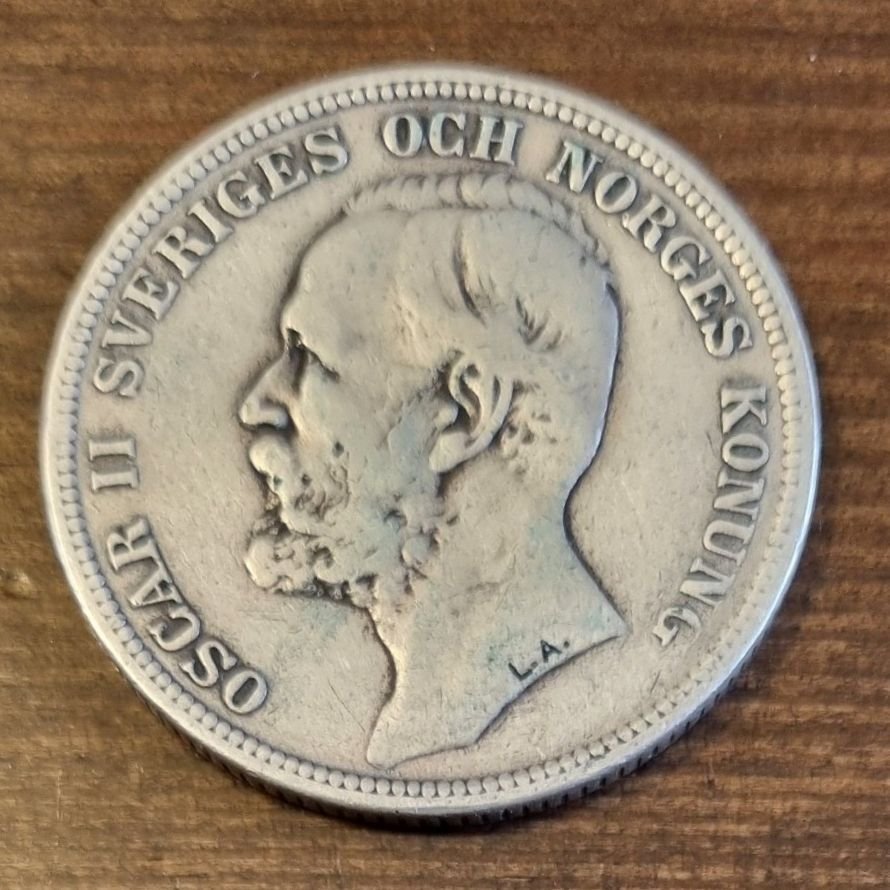 OSCAR II SVERIGES OCH NORGES KONUNG
L.A.